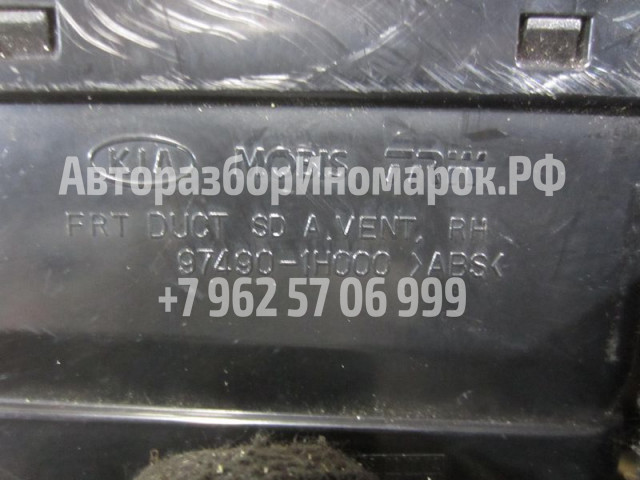 KIA MOBIS
АвторазборИномарок.РФ
FRT DUCT SD A.VENT, RH
97490-1H000 >ABS<
+7 962 57 06 999